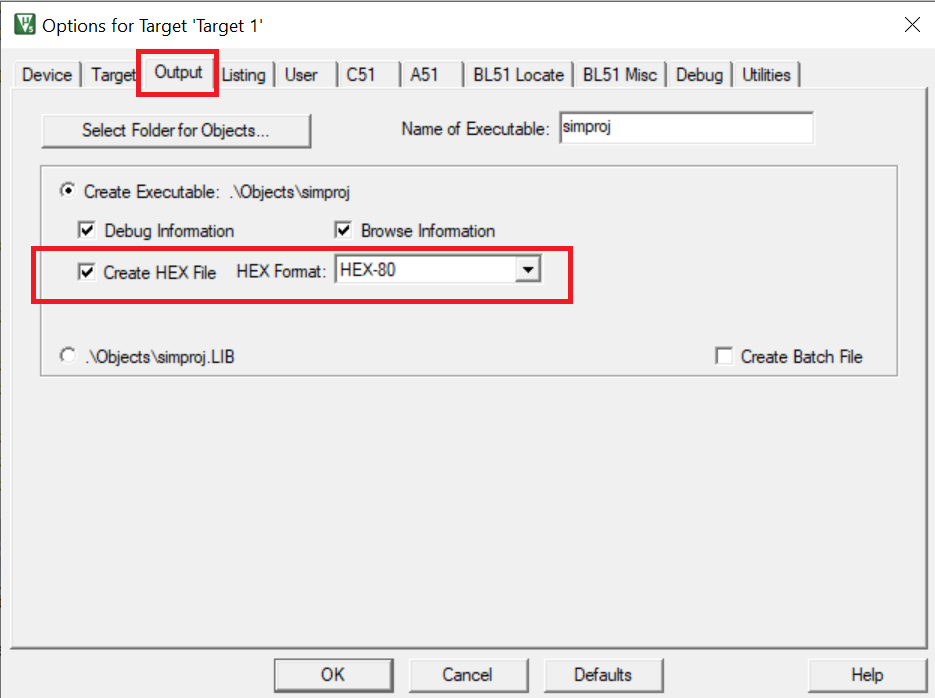 Options for Target 'Target 1'
Device Target Output Listing User C51 A51 BL51 Locate BL51 Misc Debug Utilities
Select Folder for Objects... Name of Executable: simproj
Create Executable: .\Objects\simproj
Debug Information Browse Information
Create HEX File HEX Format: HEX-80
.\Objects\simproj.LIB Create Batch File
OK Cancel Defaults Help